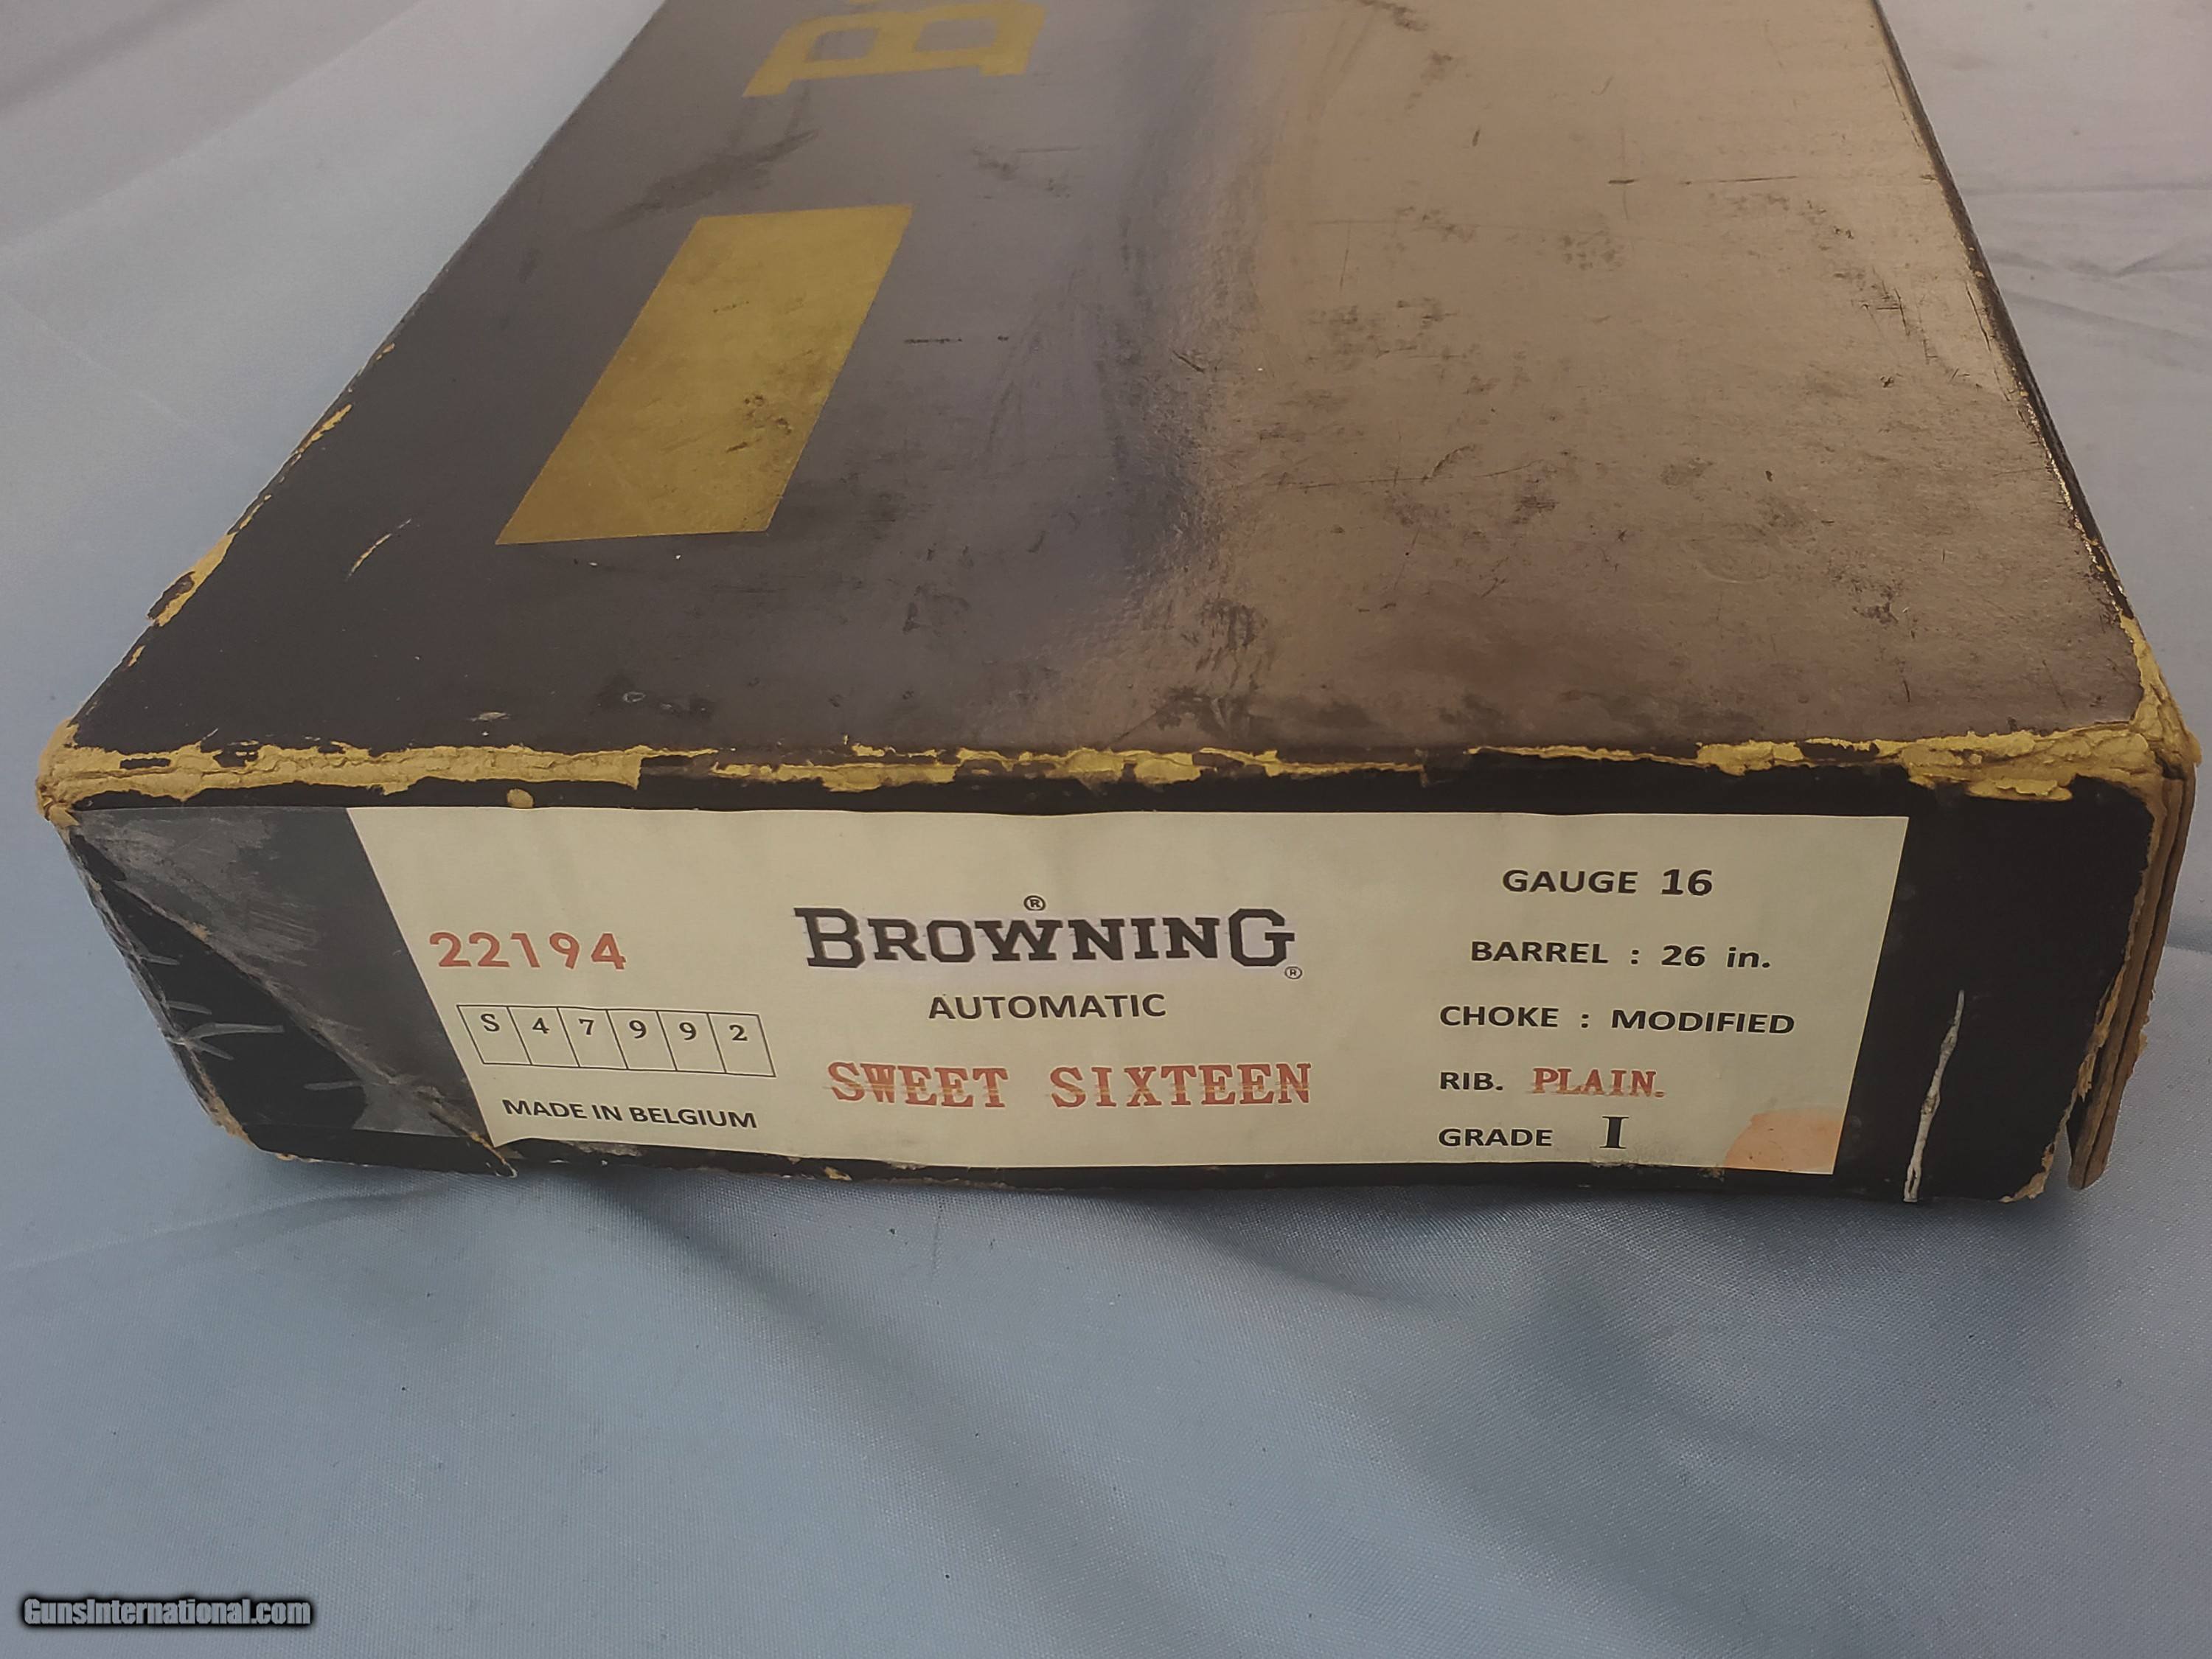 B
22194
S 4 7 9 9 2
MADE IN BELGIUM
BROWNING ® ®
AUTOMATIC
SWEET SIXTEEN
GAUGE 16
BARREL : 26 in.
CHOKE : MODIFIED
RIB. PLAIN.
GRADE I
GunsInternational.com